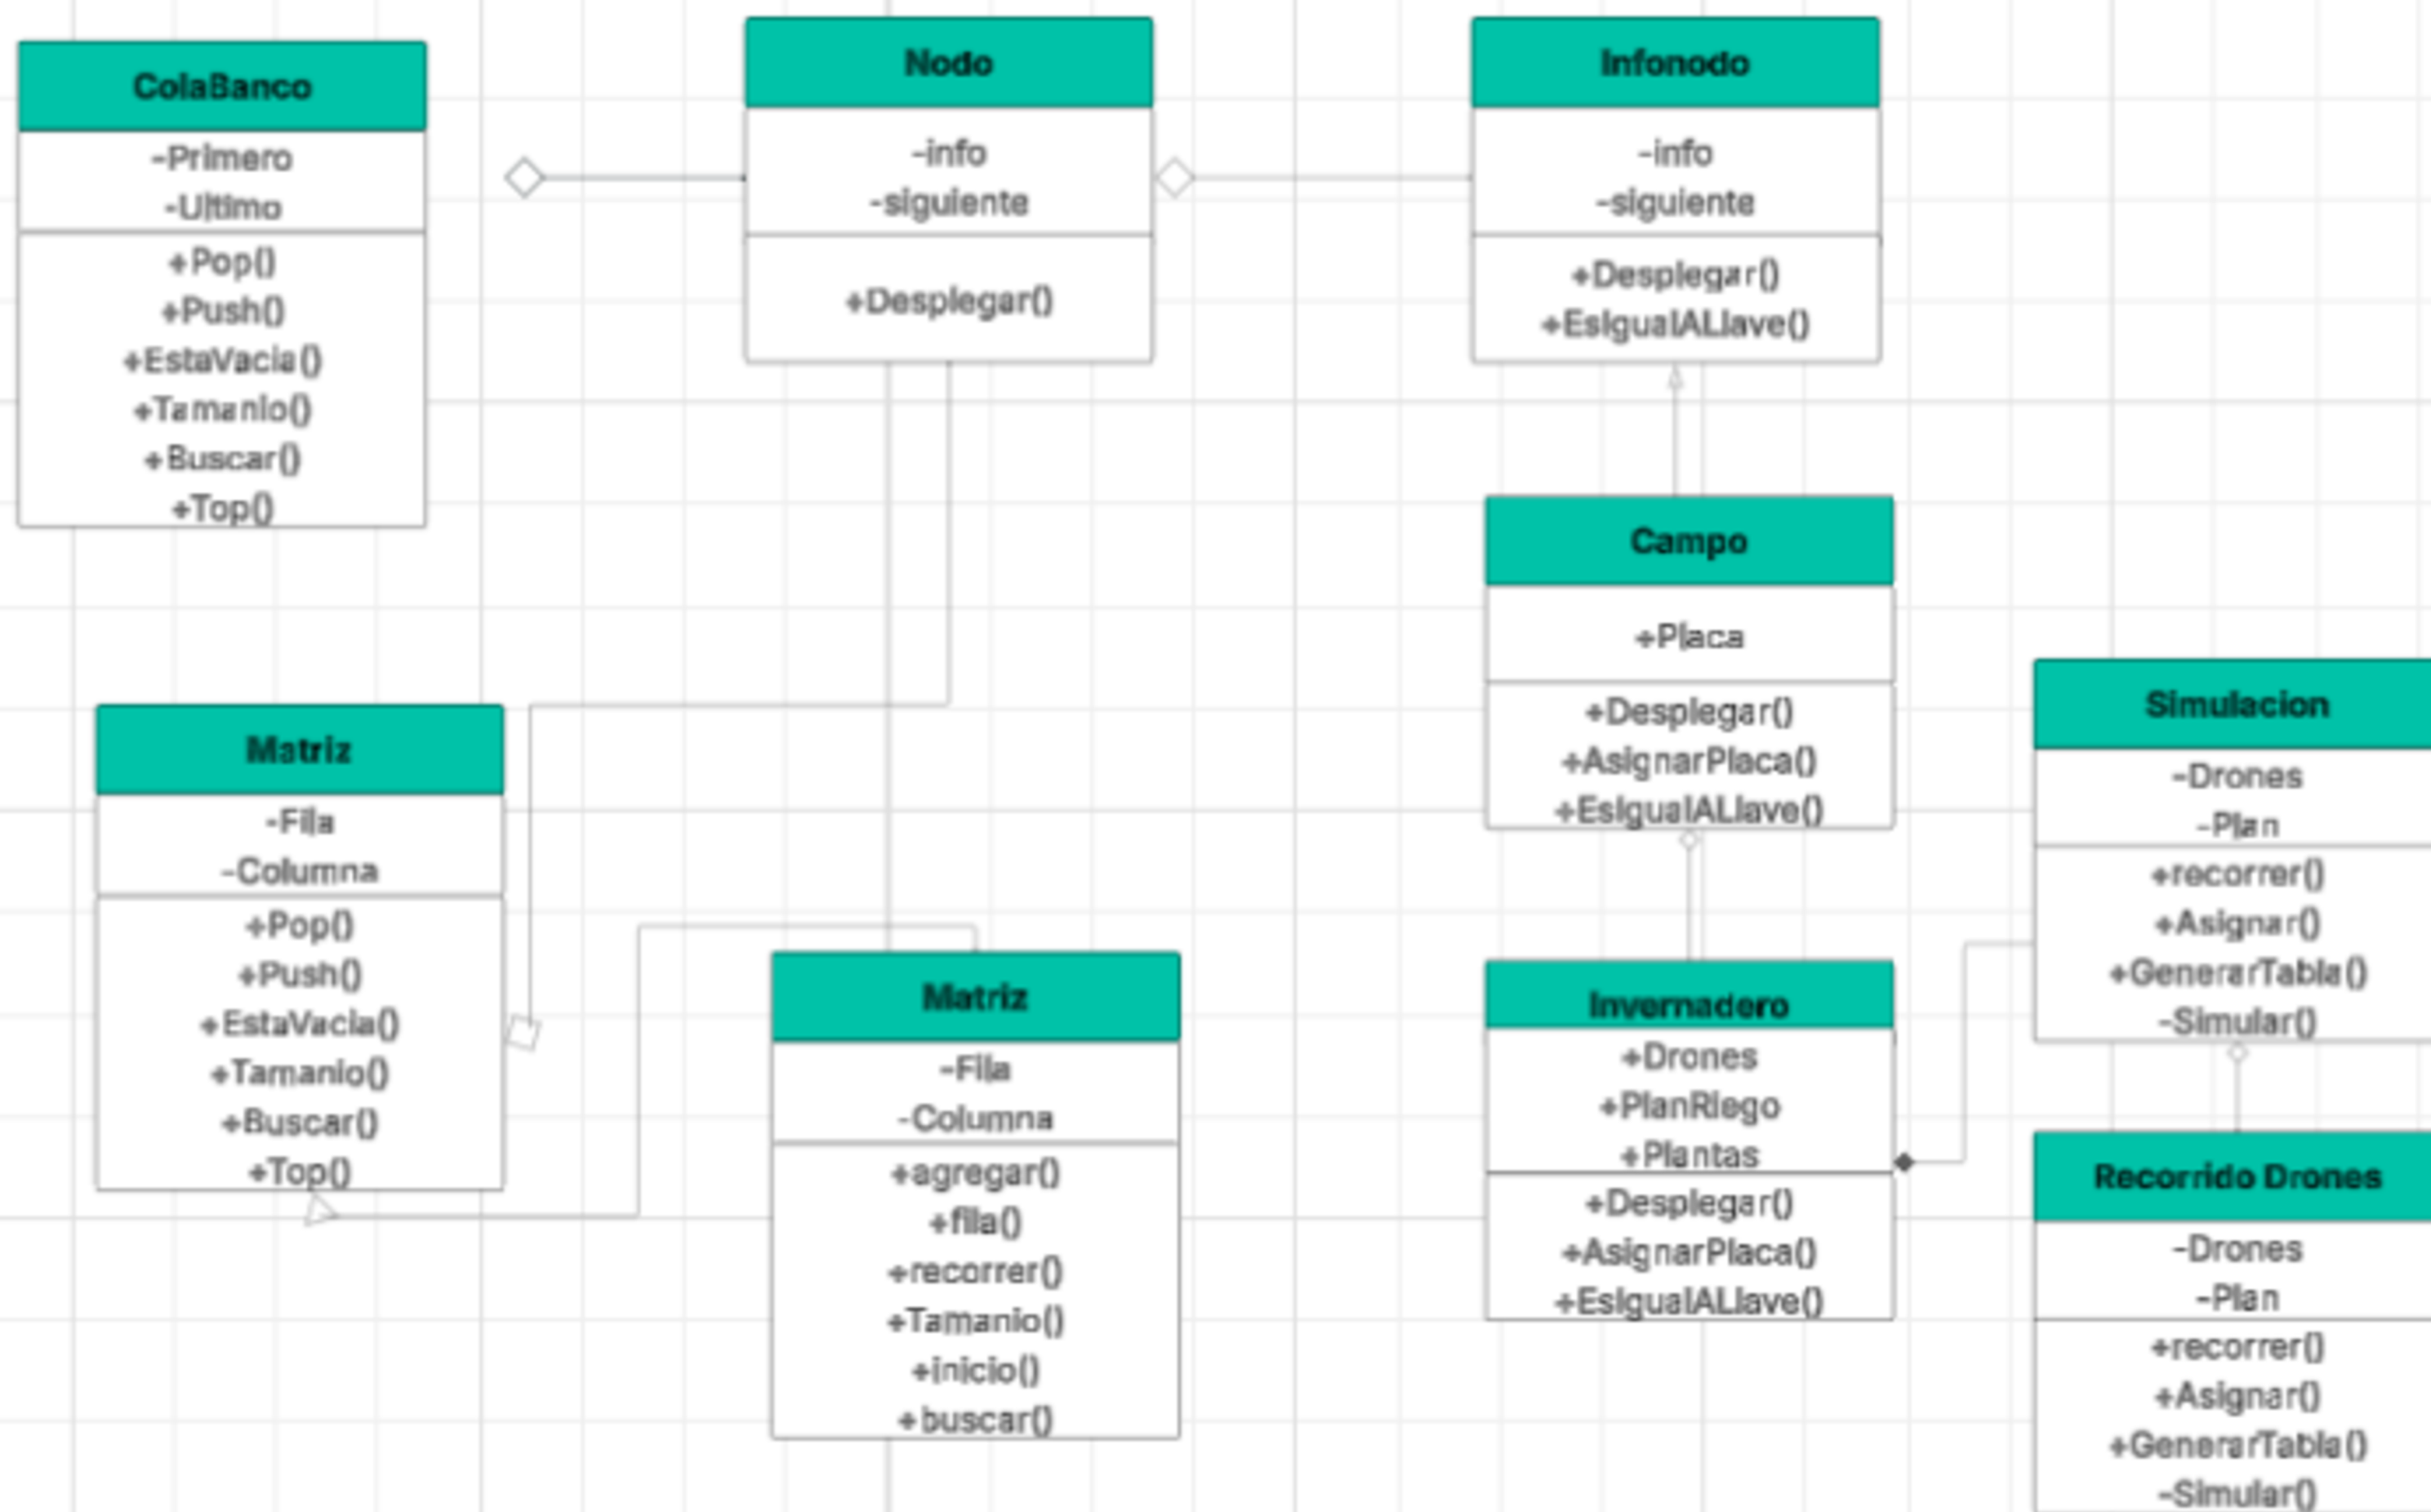 ColaBanco
-Primero
-Ultimo
+Pop()
+Push()
+EstaVacia()
+Tamanio()
+Buscar()
+Top()
Nodo
-info
-siguiente
+Desplegar()
Infonodo
-info
-siguiente
+Desplegar()
+EsIgualALlave()
Campo
+Placa
+Desplegar()
+AsignarPlaca()
+EsIgualALlave()
Simulacion
-Drones
-Plan
+recorrer()
+Asignar()
+GenerarTabla()
-Simular()
Matriz
-Fila
-Columna
+Pop()
+Push()
+EstaVacia()
+Tamanio()
+Buscar()
+Top()
Matriz
-Fila
-Columna
+agregar()
+fila()
+recorrer()
+Tamanio()
+inicio()
+buscar()
Invernadero
+Drones
+PlanRiego
+Plantas
+Desplegar()
+AsignarPlaca()
+EsIgualALlave()
Recorrido Drones
-Drones
-Plan
+recorrer()
+Asignar()
+GenerarTabla()
-Simular()